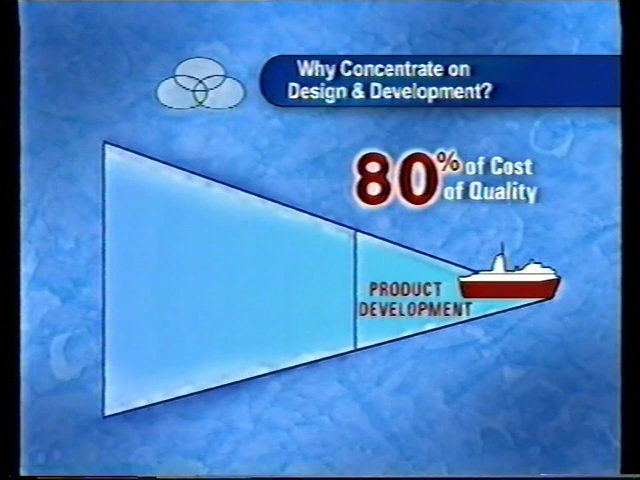 Why Concentrate on
Design & Development?
80% of Cost
of Quality
PRODUCT
DEVELOPMENT